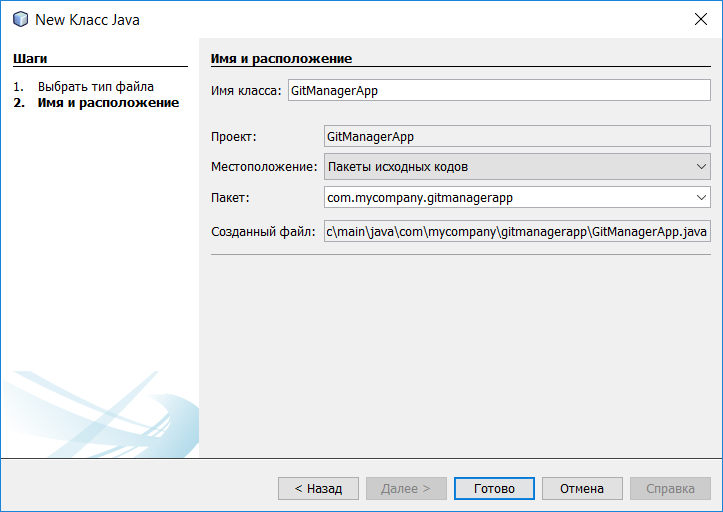 New Класс Java
Шаги
1. Выбрать тип файла
2. Имя и расположение
Имя и расположение
Имя класса: GitManagerApp
Проект: GitManagerApp
Местоположение: Пакеты исходных кодов
Пакет: com.mycompany.gitmanagerapp
Созданный файл: c\main\java\com\mycompany\gitmanagerapp\GitManagerApp.java
< Назад Далее > Готово Отмена Справка